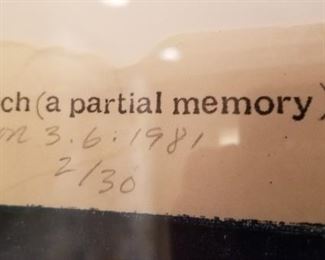 ch (a partial memory)
3.6.1981
2/30